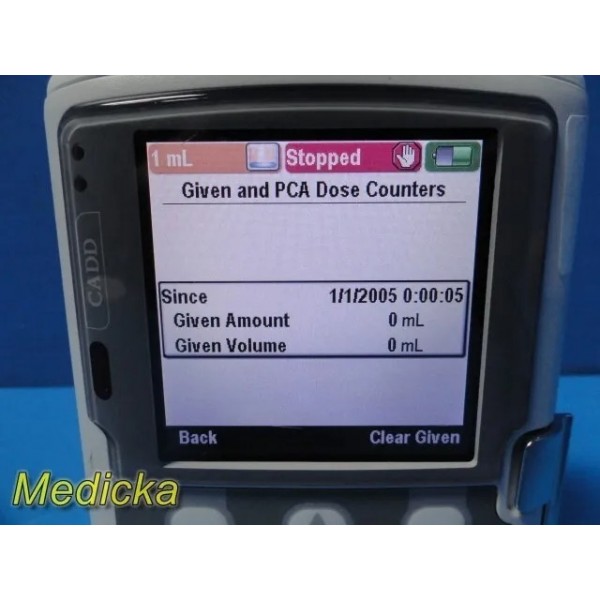 1 mL Stopped
Given and PCA Dose Counters
CADD
Since 1/1/2005 0:00:05
Given Amount 0 mL
Given Volume 0 mL
Back Clear Given
Medicka